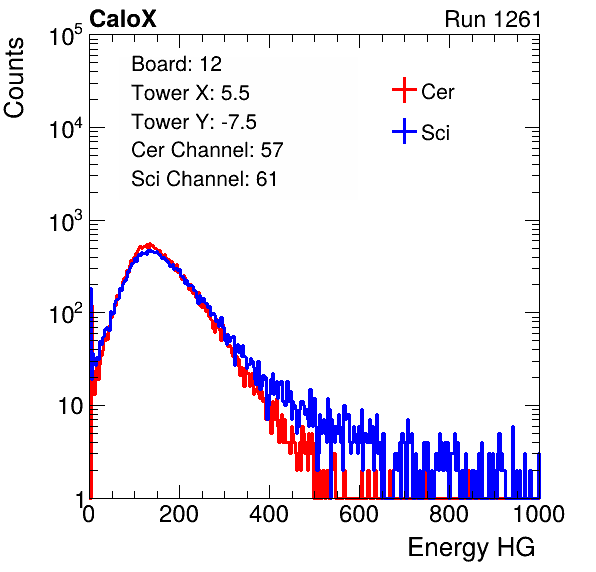 CaloX Run 1261
Counts
Board: 12
Tower X: 5.5
Tower Y: -7.5
Cer Channel: 57
Sci Channel: 61
Cer
Sci
10^5
10^4
10^3
10^2
10
1
0 200 400 600 800 1000
Energy HG